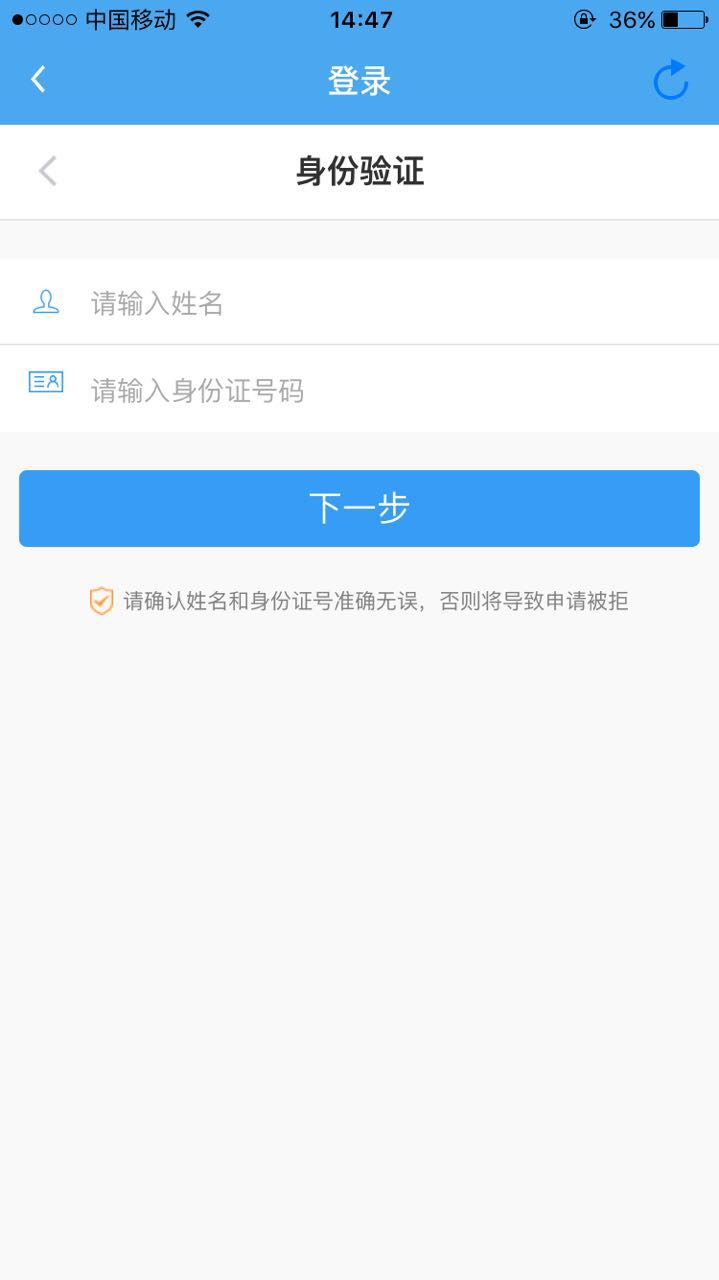 中国移动 14:47 36%
登录
身份验证
请输入姓名
请输入身份证号码
下一步
请确认姓名和身份证号准确无误，否则将导致申请被拒